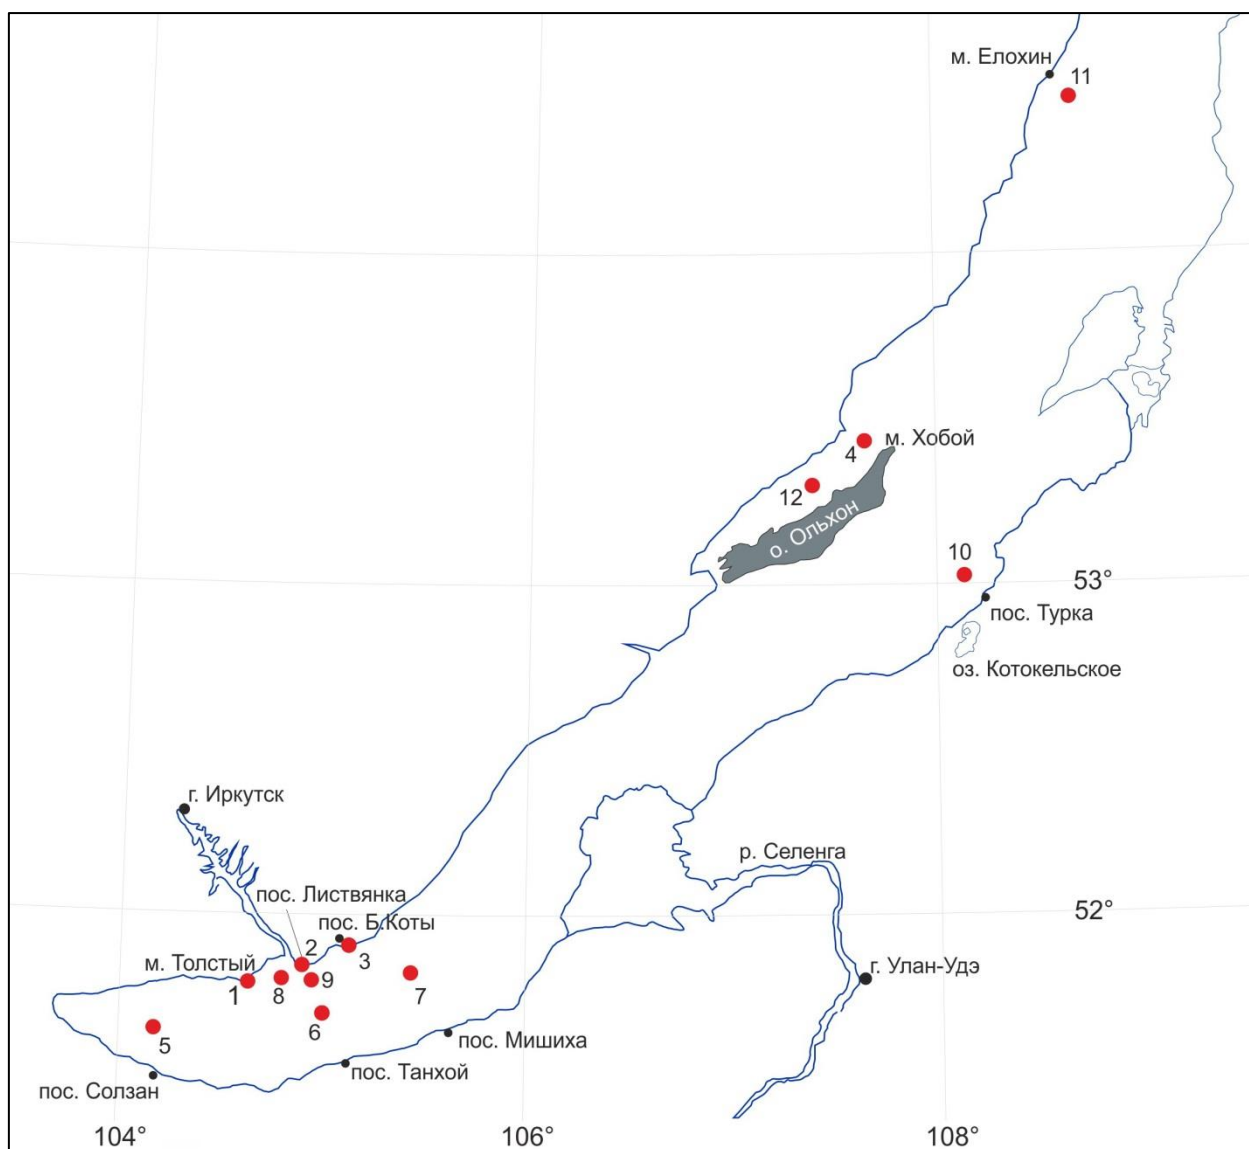 м. Елохин
11
м. Хобой
4
12
о. Ольхон
10
53°
пос. Турка
оз. Котокельское
г. Иркутск
р. Селенга
пос. Листвянка
пос. Б.Коты
52°
2
3
м. Толстый
1
8
9
7
г. Улан-Удэ
6
5
пос. Мишиха
пос. Танхой
пос. Солзан
104°
106°
108°